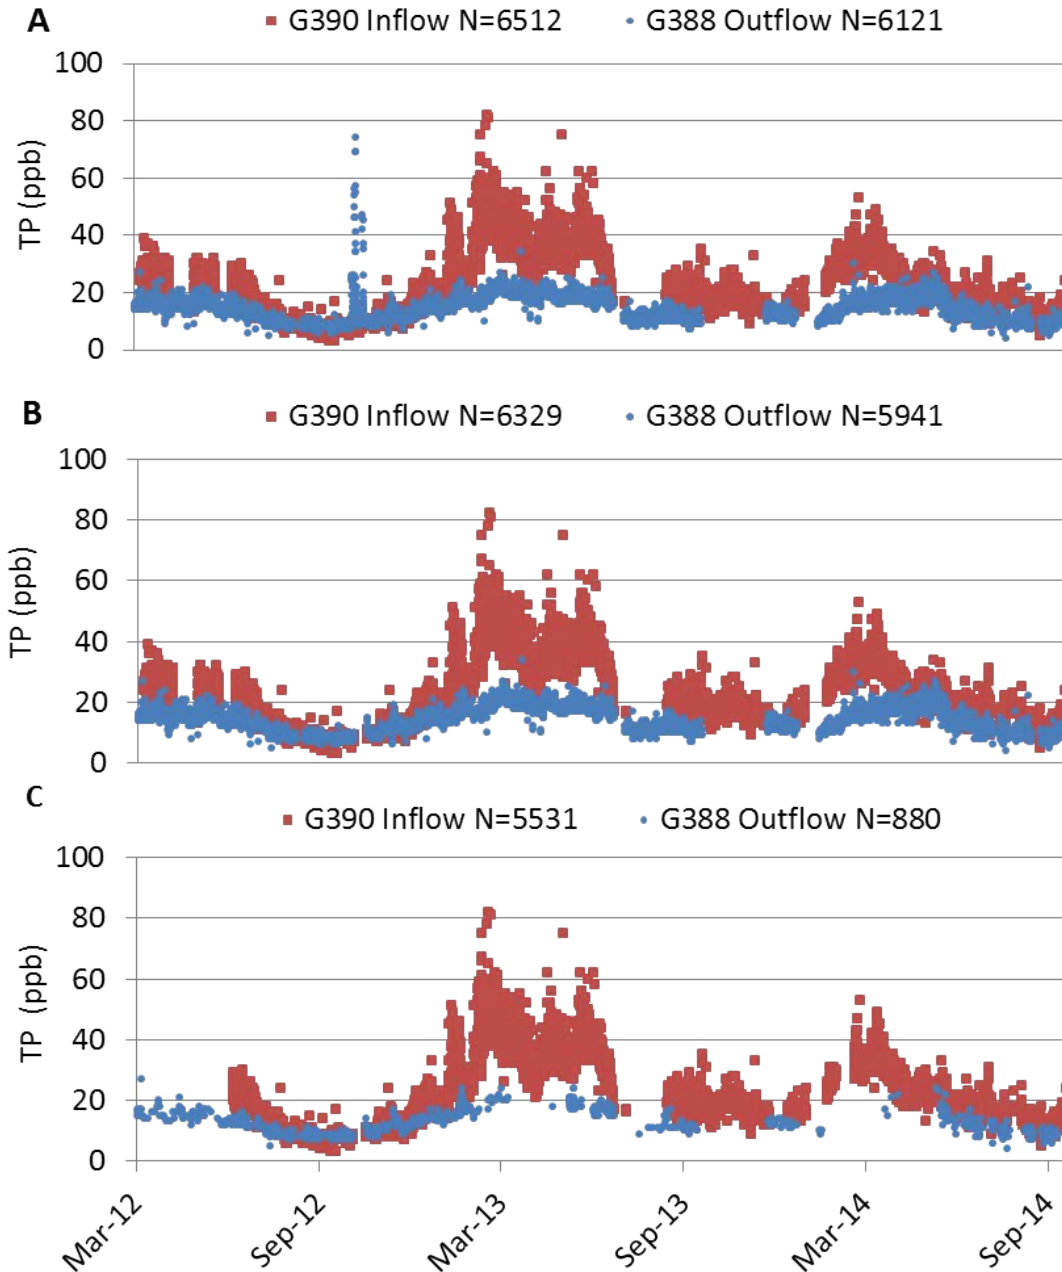 A
G390 Inflow N=6512 G388 Outflow N=6121
100
80
60
40
20
0
TP (ppb)
B
G390 Inflow N=6329 G388 Outflow N=5941
100
80
60
40
20
0
TP (ppb)
C
G390 Inflow N=5531 G388 Outflow N=880
100
80
60
40
20
0
TP (ppb)
Mar-12 Sep-12 Mar-13 Sep-13 Mar-14 Sep-14